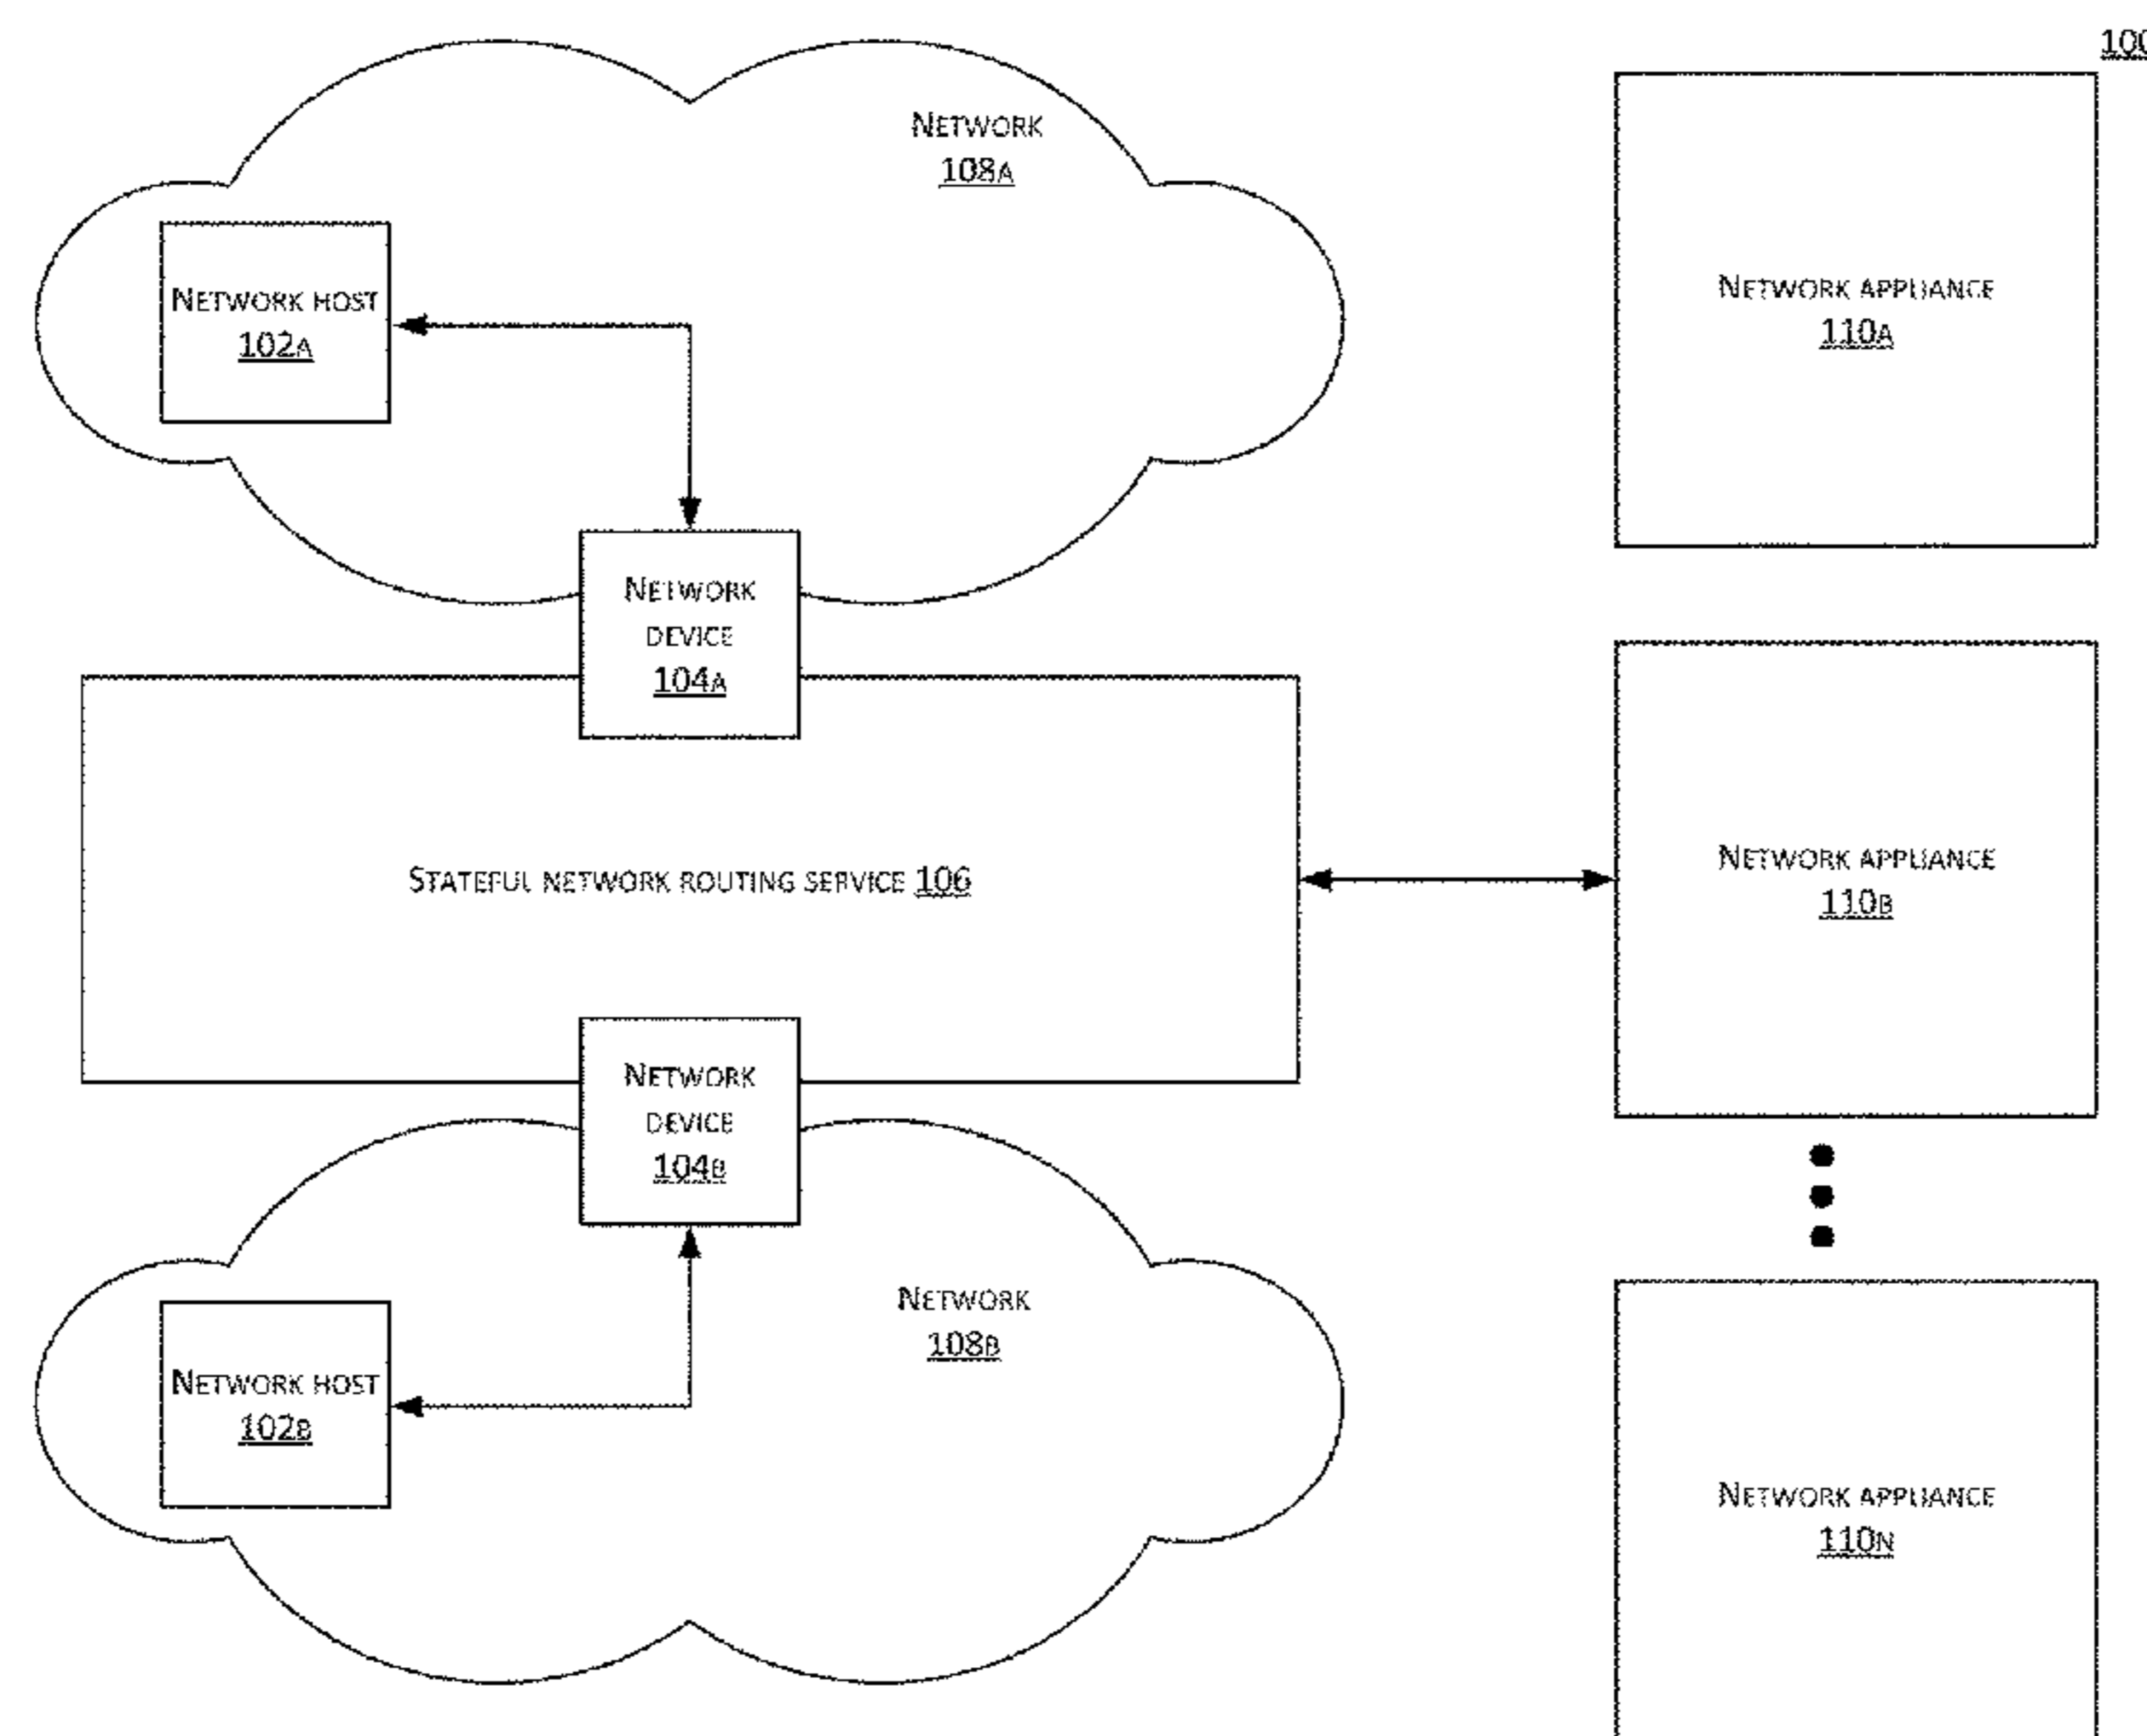 100
NETWORK
108A
NETWORK HOST
102A
NETWORK APPLIANCE
110A
NETWORK
DEVICE
104A
STATEFUL NETWORK ROUTING SERVICE 106
NETWORK APPLIANCE
110B
NETWORK
DEVICE
104B
NETWORK
108B
NETWORK HOST
102B
NETWORK APPLIANCE
110N